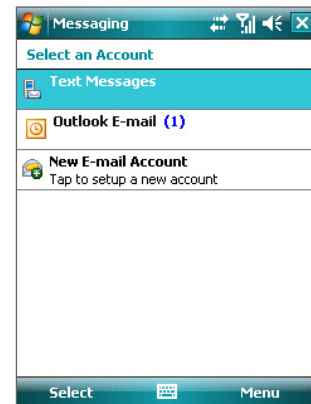 Messaging
Select an Account
Text Messages
Outlook E-mail (1)
New E-mail Account
Tap to setup a new account
Select Menu